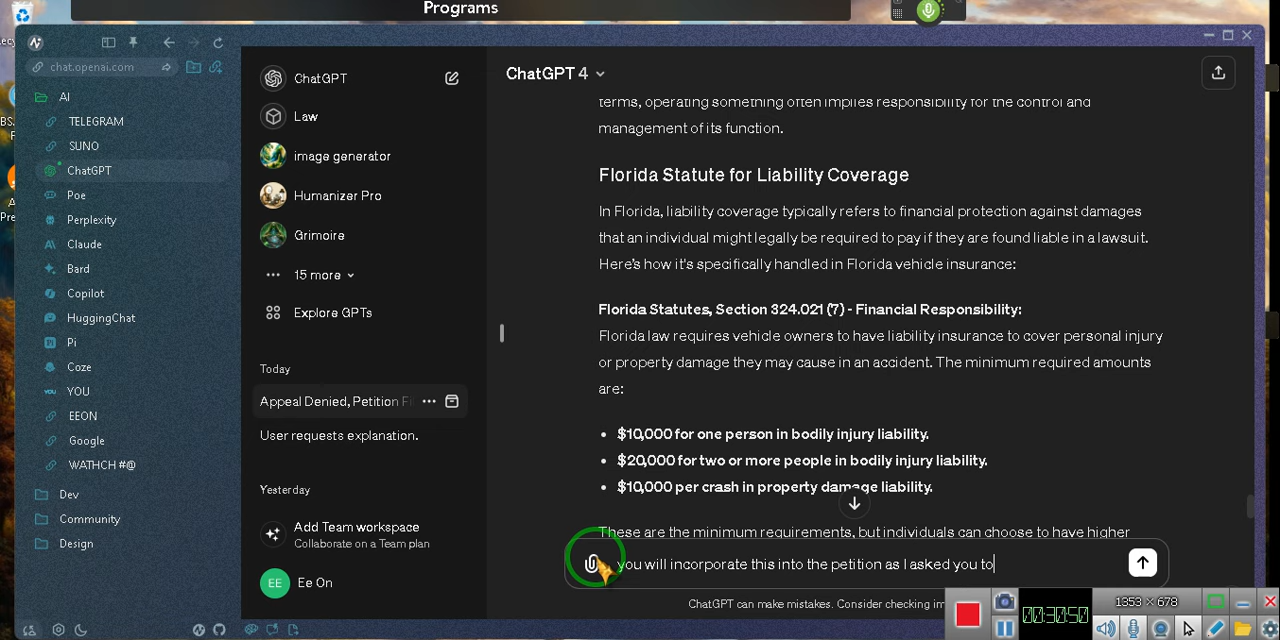 Programs
chat.openai.com
AI
TELEGRAM
SUNO
ChatGPT
Poe
Perplexity
Claude
Bard
Copilot
HuggingChat
Pi
Coze
YOU
EEON
Google
WATHCH #@
Dev
Community
Design
ChatGPT
Law
image generator
Humanizer Pro
Grimoire
15 more
Explore GPTs
Today
Appeal Denied, Petition Fi
User requests explanation.
Yesterday
Add Team workspace
Collaborate on a Team plan
EE
Ee On
ChatGPT 4
terms, operating something often implies responsibility for the control and
management of its function.
Florida Statute for Liability Coverage
In Florida, liability coverage typically refers to financial protection against damages
that an individual might legally be required to pay if they are found liable in a lawsuit.
Here's how it's specifically handled in Florida vehicle insurance:
Florida Statutes, Section 324.021 (7) - Financial Responsibility:
Florida law requires vehicle owners to have liability insurance to cover personal injury
or property damage they may cause in an accident. The minimum required amounts
are:
• $10,000 for one person in bodily injury liability.
• $20,000 for two or more people in bodily injury liability.
• $10,000 per crash in property damage liability.
These are the minimum requirements, but individuals can choose to have higher
you will incorporate this into the petition as I asked you to
ChatGPT can make mistakes. Consider checking im
1353 × 678
00:30:50